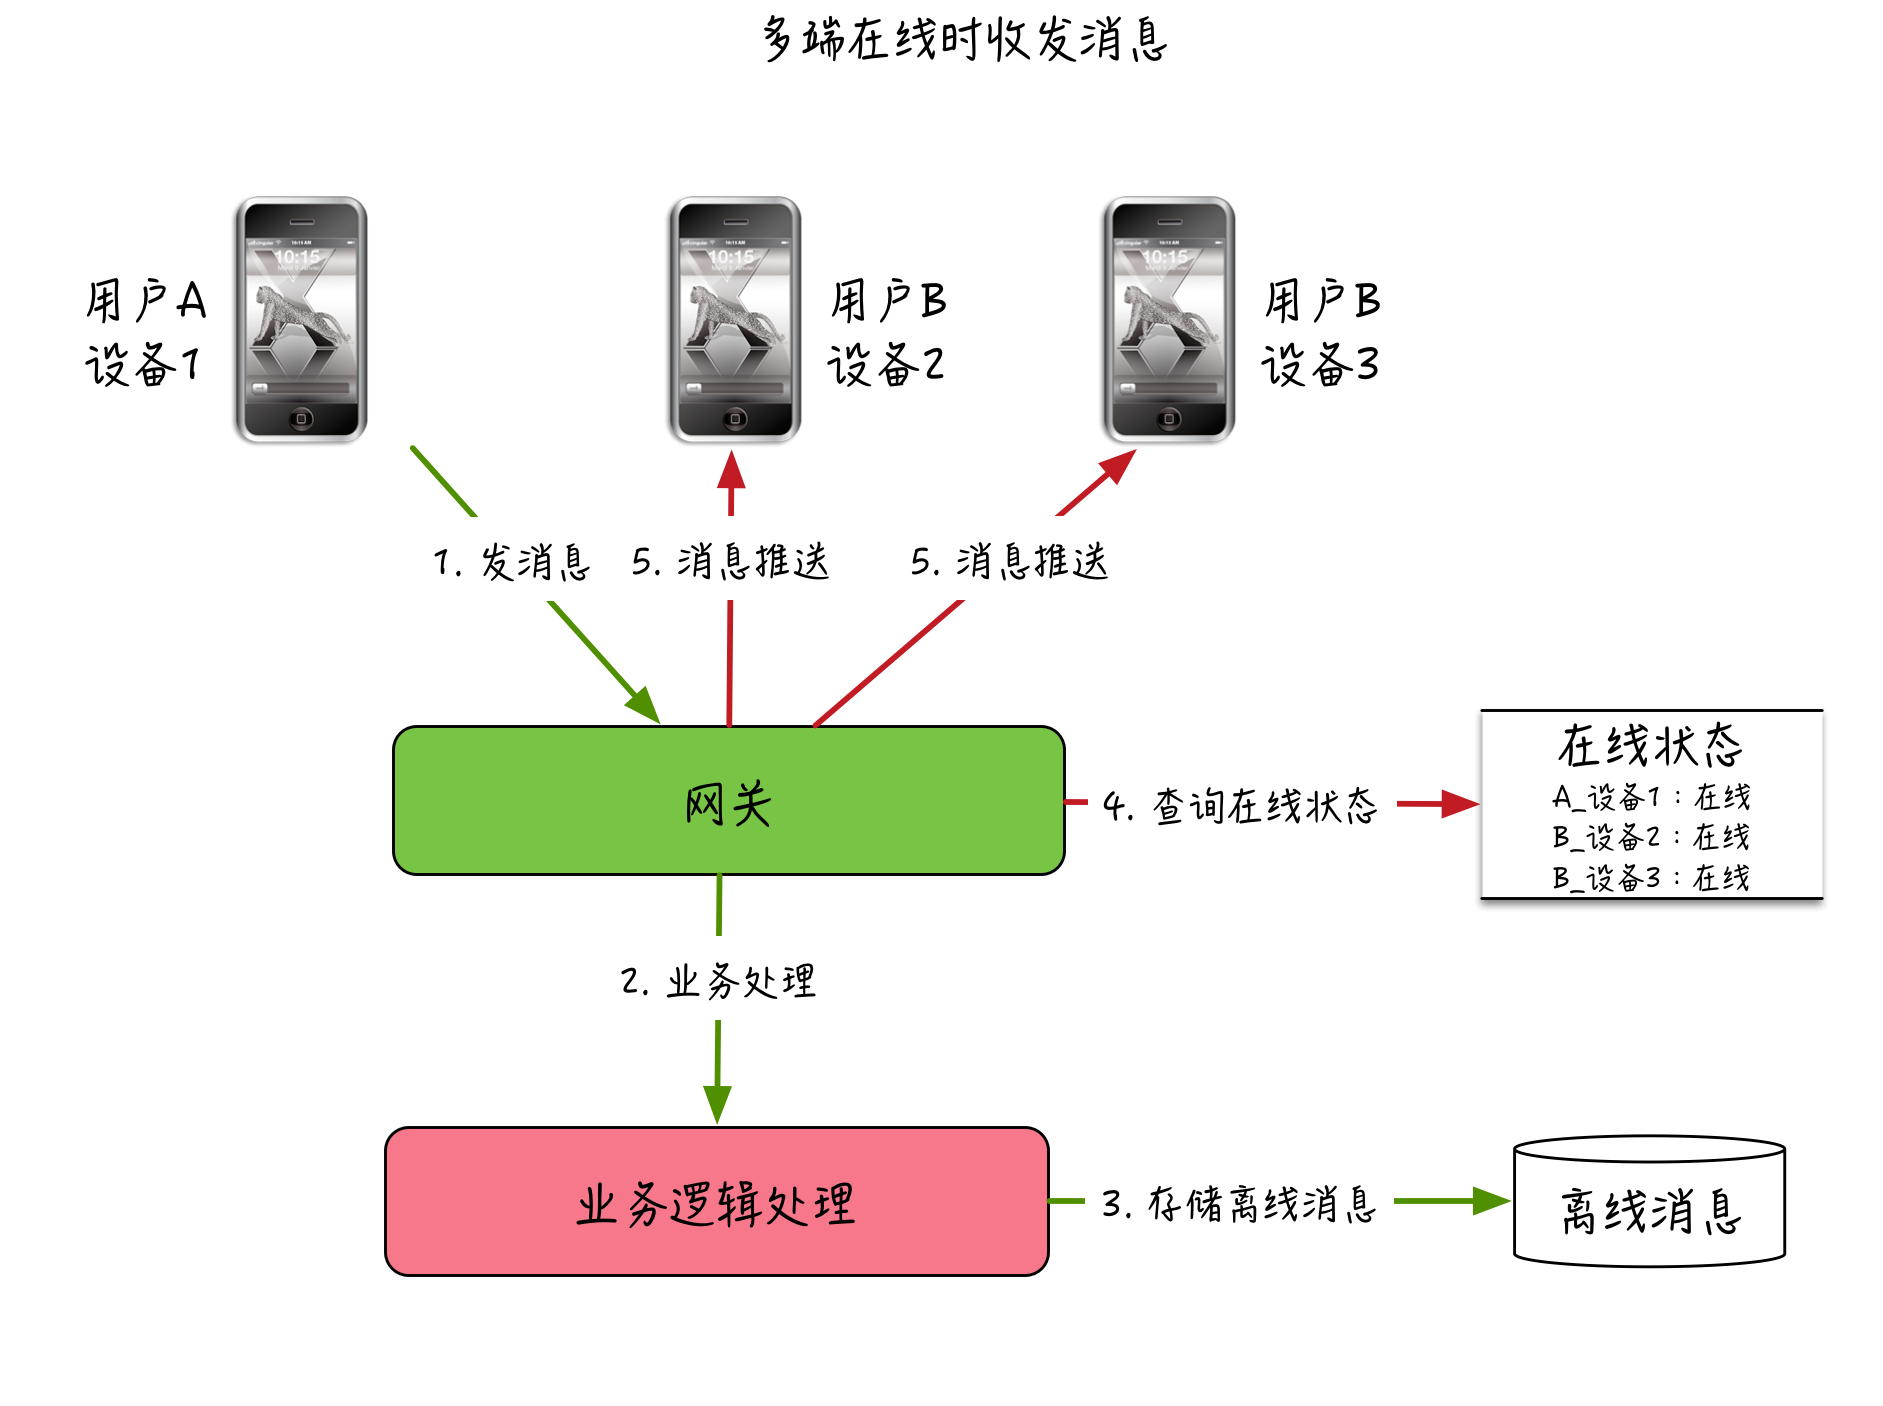 多端在线时收发消息
10:15
10:15
10:15
用户A
设备1
用户B
设备2
用户B
设备3
1. 发消息
5. 消息推送
5. 消息推送
网关
4. 查询在线状态
在线状态
A_设备1：在线
B_设备2：在线
B_设备3：在线
2. 业务处理
业务逻辑处理
3. 存储离线消息
离线消息